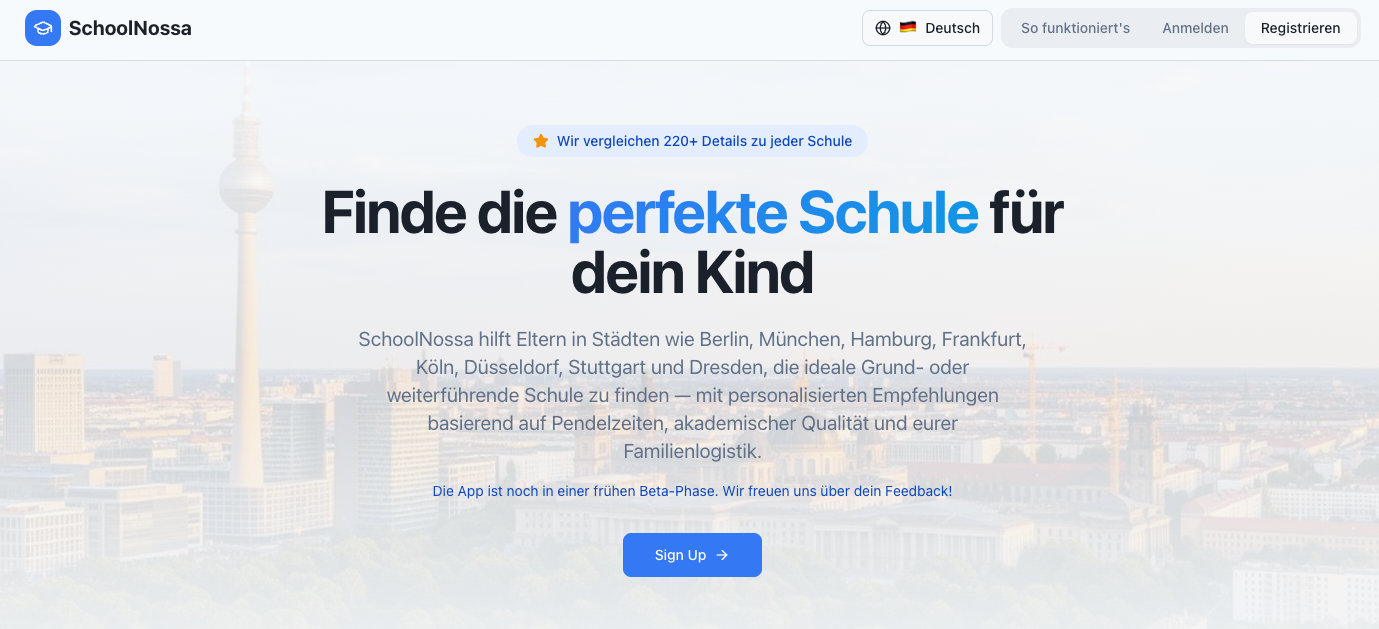 SchoolNossa
Deutsch
So funktioniert's
Anmelden
Registrieren
Wir vergleichen 220+ Details zu jeder Schule
Finde die perfekte Schule für
dein Kind
SchoolNossa hilft Eltern in Städten wie Berlin, München, Hamburg, Frankfurt,
Köln, Düsseldorf, Stuttgart und Dresden, die ideale Grund- oder
weiterführende Schule zu finden — mit personalisierten Empfehlungen
basierend auf Pendelzeiten, akademischer Qualität und eurer
Familienlogistik.
Die App ist noch in einer frühen Beta-Phase. Wir freuen uns über dein Feedback!
Sign Up